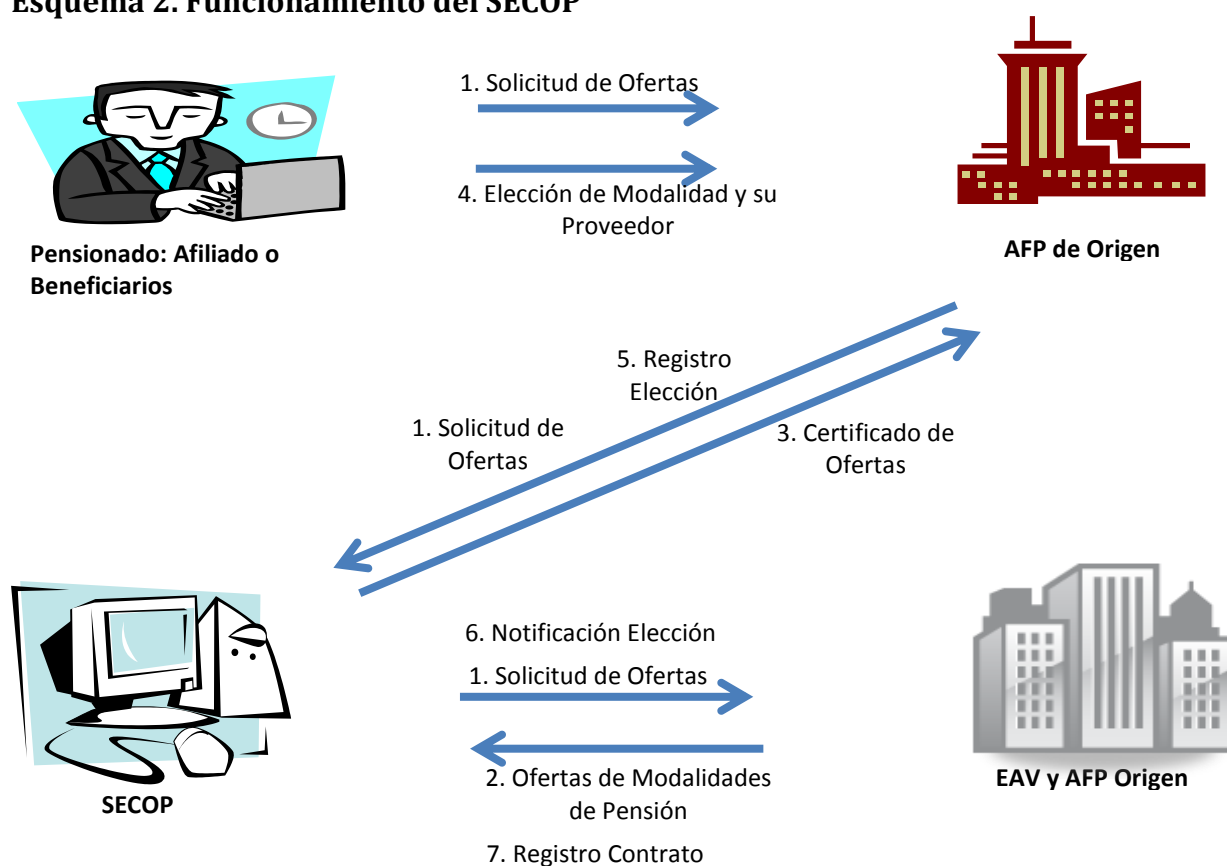 Esquema 2. Funcionamiento del SECOP
1. Solicitud de Ofertas
4. Elección de Modalidad y su
Proveedor
Pensionado: Afiliado o
Beneficiarios
AFP de Origen
5. Registro
Elección
1. Solicitud de
Ofertas
3. Certificado de
Ofertas
6. Notificación Elección
1. Solicitud de Ofertas
SECOP
2. Ofertas de Modalidades
de Pensión
7. Registro Contrato
EAV y AFP Origen